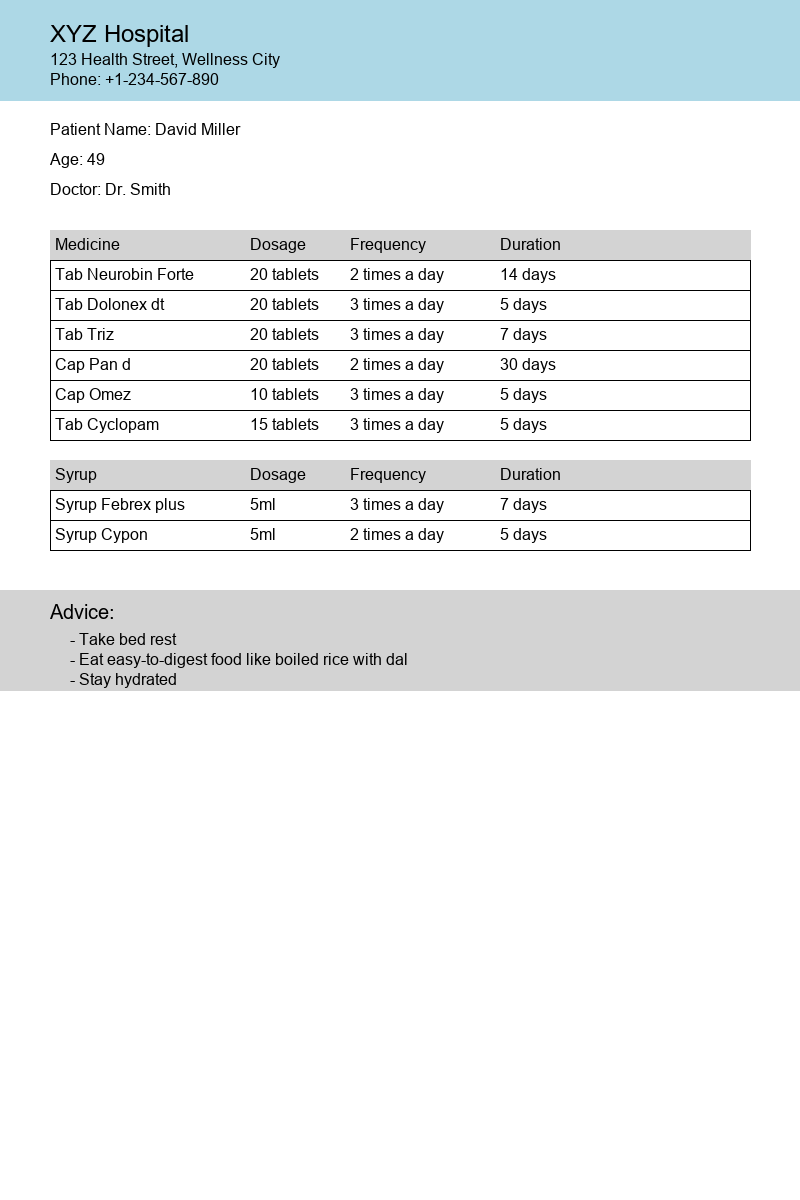 XYZ Hospital
123 Health Street, Wellness City
Phone: +1-234-567-890
Patient Name: David Miller
Age: 49
Doctor: Dr. Smith
Medicine Dosage Frequency Duration
Tab Neurobin Forte 20 tablets 2 times a day 14 days
Tab Dolonex dt 20 tablets 3 times a day 5 days
Tab Triz 20 tablets 3 times a day 7 days
Cap Pan d 20 tablets 2 times a day 30 days
Cap Omez 10 tablets 3 times a day 5 days
Tab Cyclopam 15 tablets 3 times a day 5 days
Syrup Dosage Frequency Duration
Syrup Febrex plus 5ml 3 times a day 7 days
Syrup Cypon 5ml 2 times a day 5 days
Advice:
- Take bed rest
- Eat easy-to-digest food like boiled rice with dal
- Stay hydrated